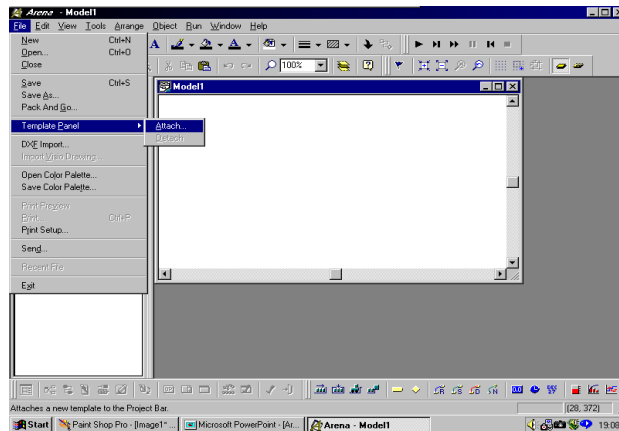 Arena - Model1
File Edit View Tools Arrange Object Run Window Help
New Ctrl+N
Open... Ctrl+O
Close
Save Ctrl+S
Save As...
Pack And Go...
Template Panel
Attach...
Detach
DXF Import...
Import Visio Drawing...
Open Color Palette...
Save Color Palette...
Print Preview
Print... Ctrl+P
Print Setup...
Send...
Recent File
Exit
100%
Model1
Attaches a new template to the Project Bar.
(28, 372)
Start
Paint Shop Pro - [Image1* ...
Microsoft PowerPoint - [Ar...
Arena - Model1
19:08